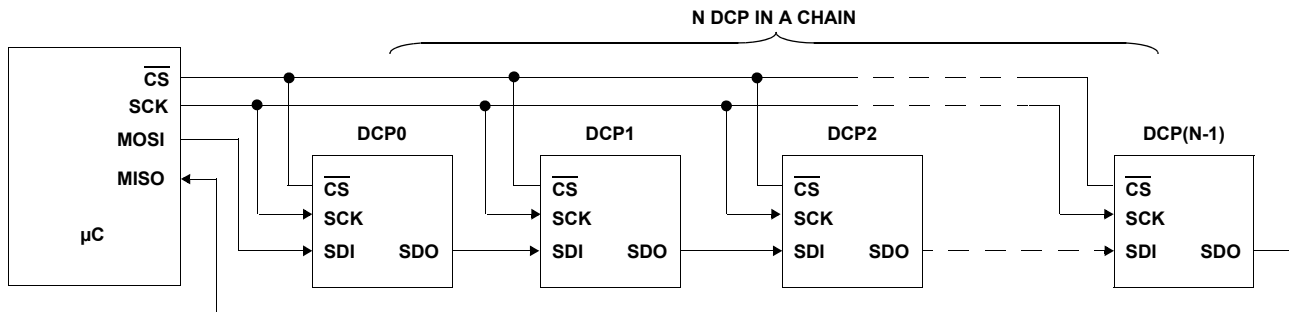 N DCP IN A CHAIN
CS
SCK
MOSI
MISO
µC
DCP0
CS
SCK
SDI SDO
DCP1
CS
SCK
SDI SDO
DCP2
CS
SCK
SDI SDO
DCP(N-1)
CS
SCK
SDI SDO